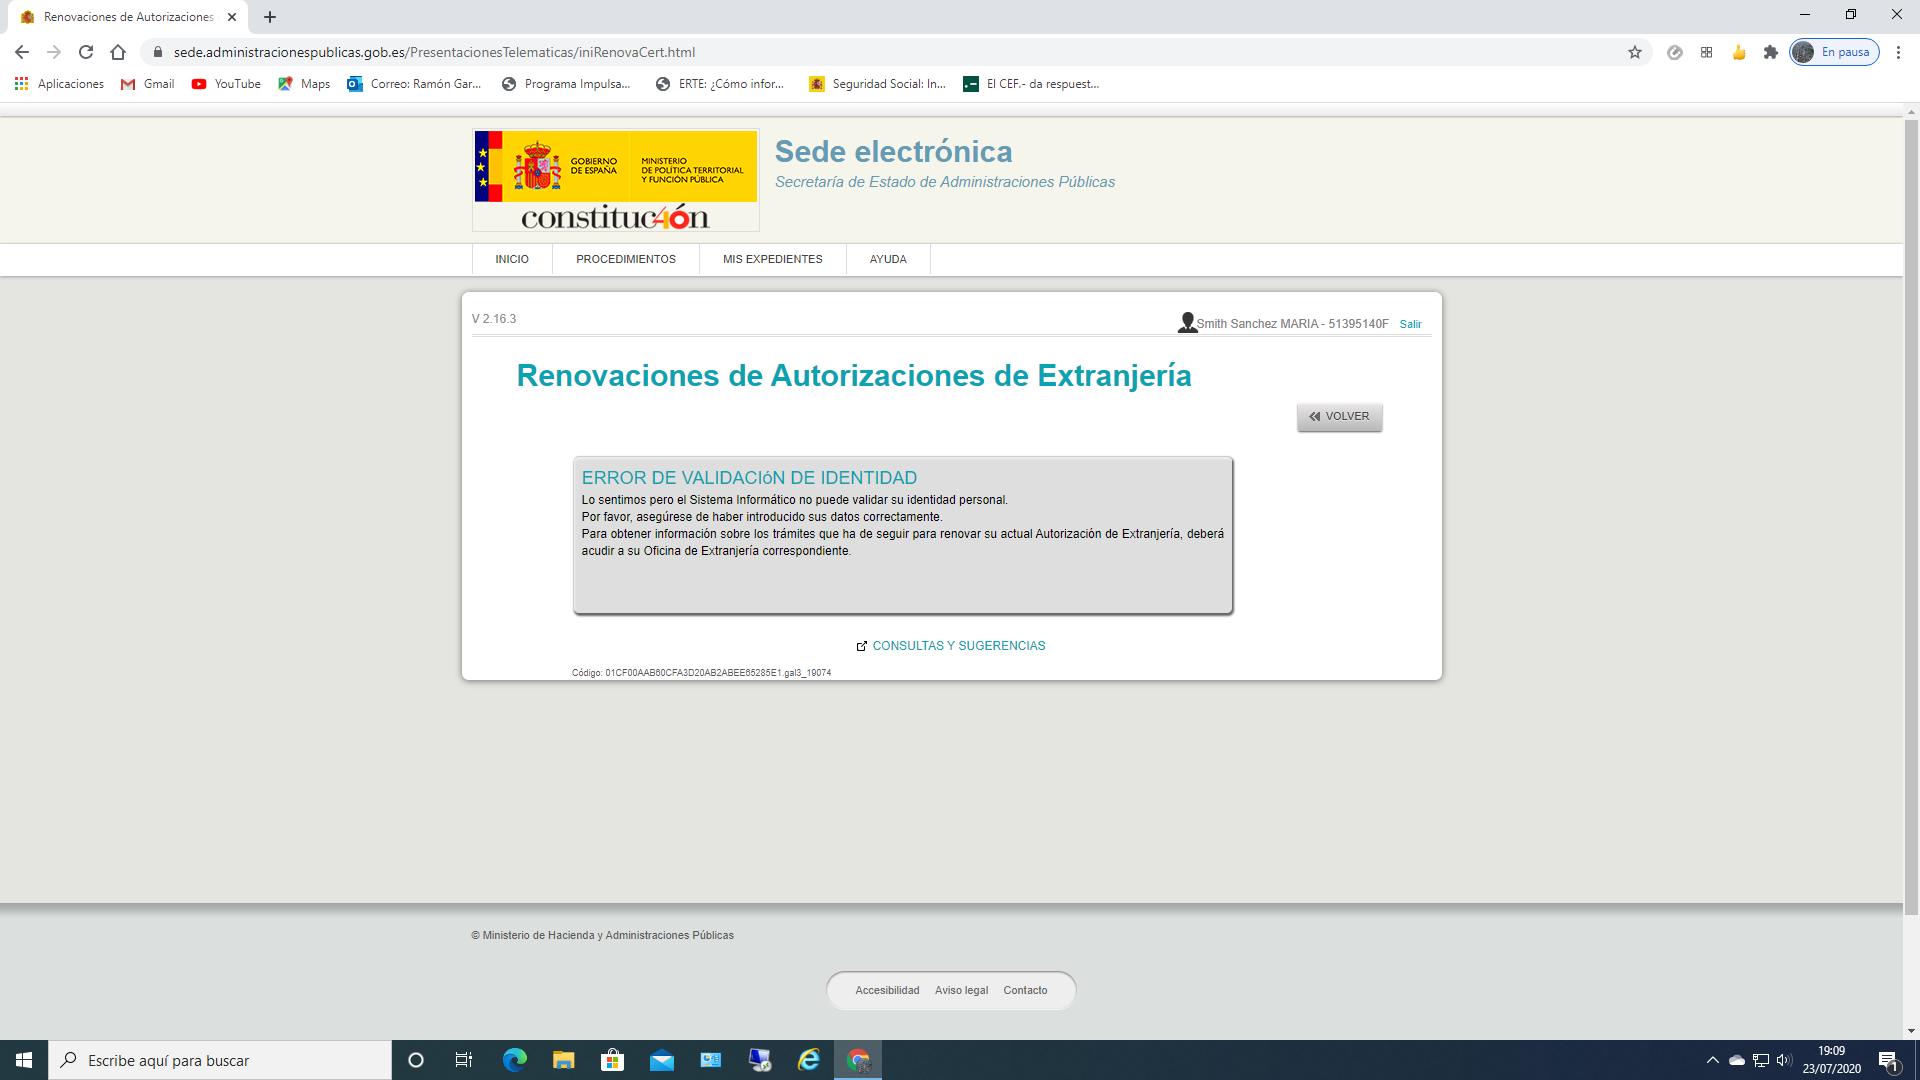 Renovaciones de Autorizaciones
sede.administracionespublicas.gob.es/PresentacionesTelematicas/iniRenovaCert.html
En pausa
Aplicaciones
Gmail
YouTube
Maps
Correo: Ramón Gar...
Programa Impulsa...
ERTE: ¿Cómo infor...
Seguridad Social: In...
El CEF.- da respuest...
GOBIERNO
DE ESPAÑA
MINISTERIO
DE POLÍTICA TERRITORIAL
Y FUNCIÓN PÚBLICA
constituc4ón
Sede electrónica
Secretaría de Estado de Administraciones Públicas
INICIO
PROCEDIMIENTOS
MIS EXPEDIENTES
AYUDA
V 2.16.3
Smith Sanchez MARIA - 51395140F
Salir
Renovaciones de Autorizaciones de Extranjería
VOLVER
ERROR DE VALIDACIóN DE IDENTIDAD
Lo sentimos pero el Sistema Informático no puede validar su identidad personal.
Por favor, asegúrese de haber introducido sus datos correctamente.
Para obtener información sobre los trámites que ha de seguir para renovar su actual Autorización de Extranjería, deberá
acudir a su Oficina de Extranjería correspondiente.
CONSULTAS Y SUGERENCIAS
Código: 01CF00AAB60CFA3D20AB2ABEE65285E1.gal3_19074
© Ministerio de Hacienda y Administraciones Públicas
Accesibilidad
Aviso legal
Contacto
Escribe aquí para buscar
19:09
23/07/2020
1